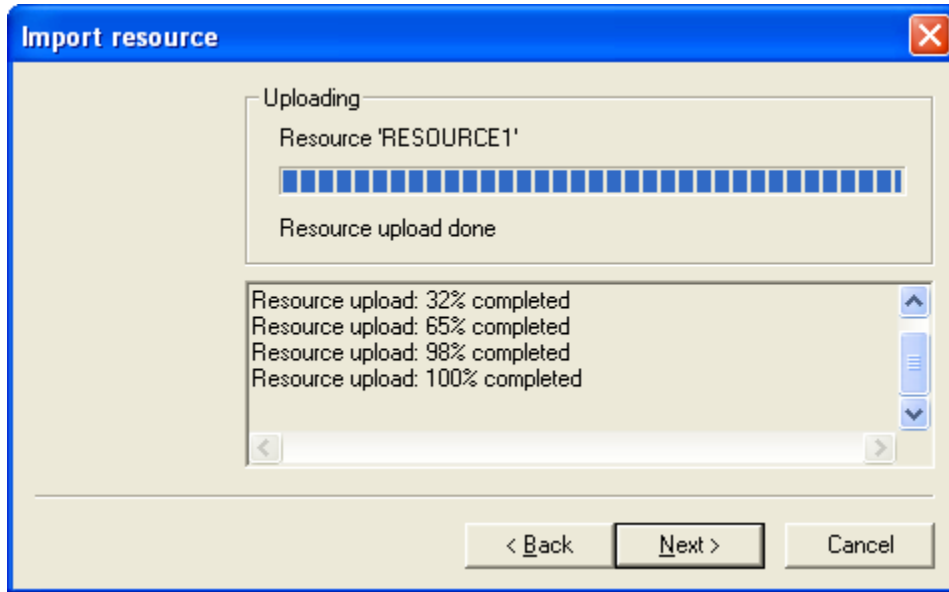 Import resource
Uploading
Resource 'RESOURCE1'
Resource upload done
Resource upload: 32% completed
Resource upload: 65% completed
Resource upload: 98% completed
Resource upload: 100% completed
< Back
Next >
Cancel